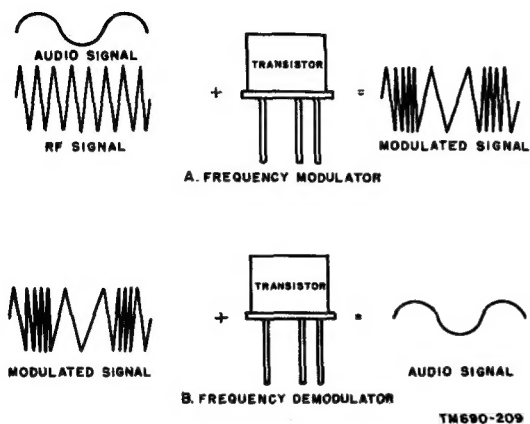 AUDIO SIGNAL
TRANSISTOR
+
=
RF SIGNAL
MODULATED SIGNAL
A. FREQUENCY MODULATOR
TRANSISTOR
+
=
MODULATED SIGNAL
AUDIO SIGNAL
B. FREQUENCY DEMODULATOR
TM690-209